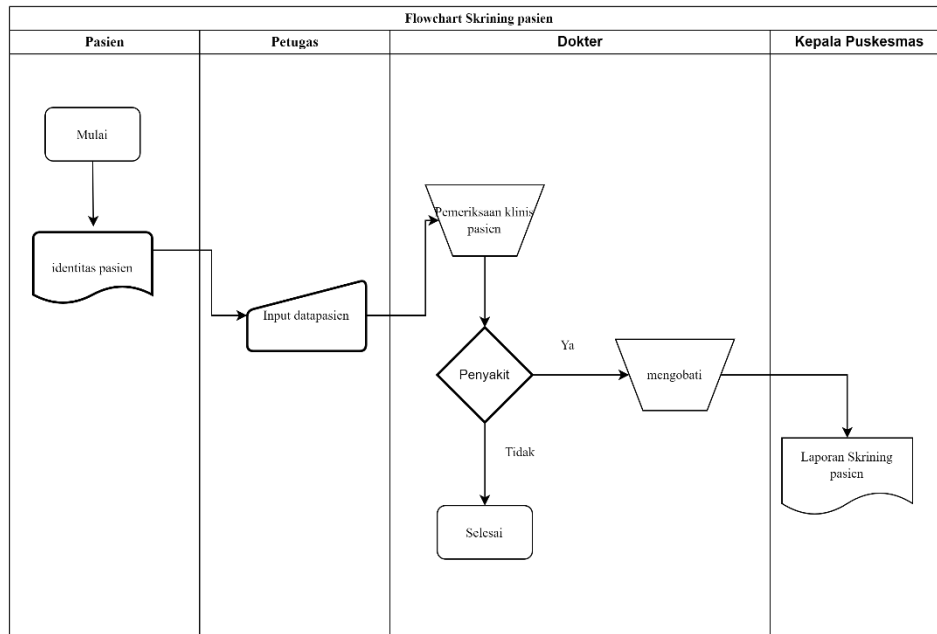 Flowchart Skrining pasien
Pasien
Petugas
Dokter
Kepala Puskesmas
Mulai
identitas pasien
Input datapasien
Pemeriksaan klinis
pasien
Penyakit
Ya
mengobati
Tidak
Selesai
Laporan Skrining
pasien